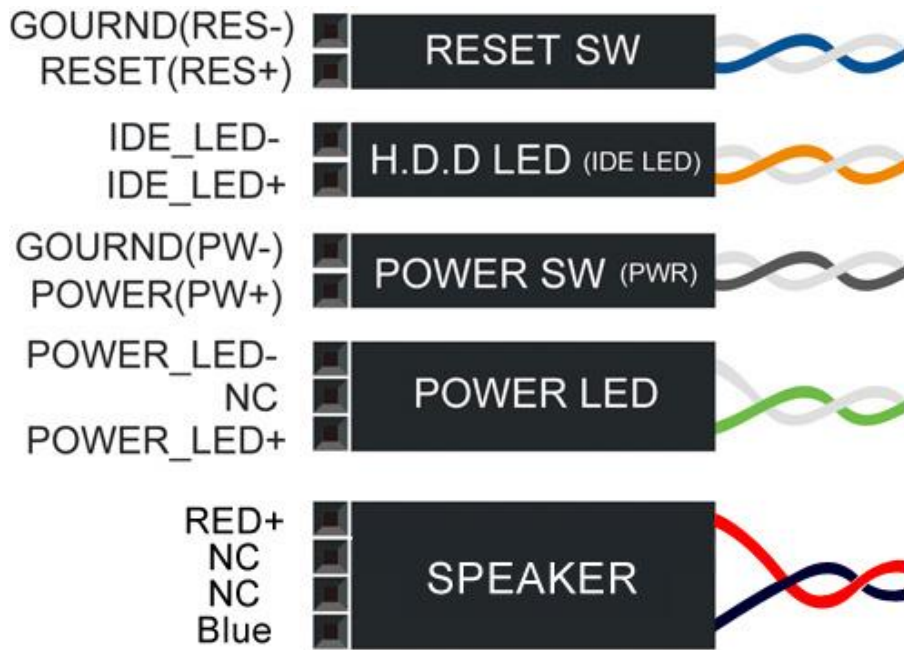 GOURND(RES-)
RESET(RES+)
RESET SW
IDE_LED-
IDE_LED+
H.D.D LED (IDE LED)
GOURND(PW-)
POWER(PW+)
POWER SW (PWR)
POWER_LED-
NC
POWER_LED+
POWER LED
RED+
NC
NC
Blue
SPEAKER